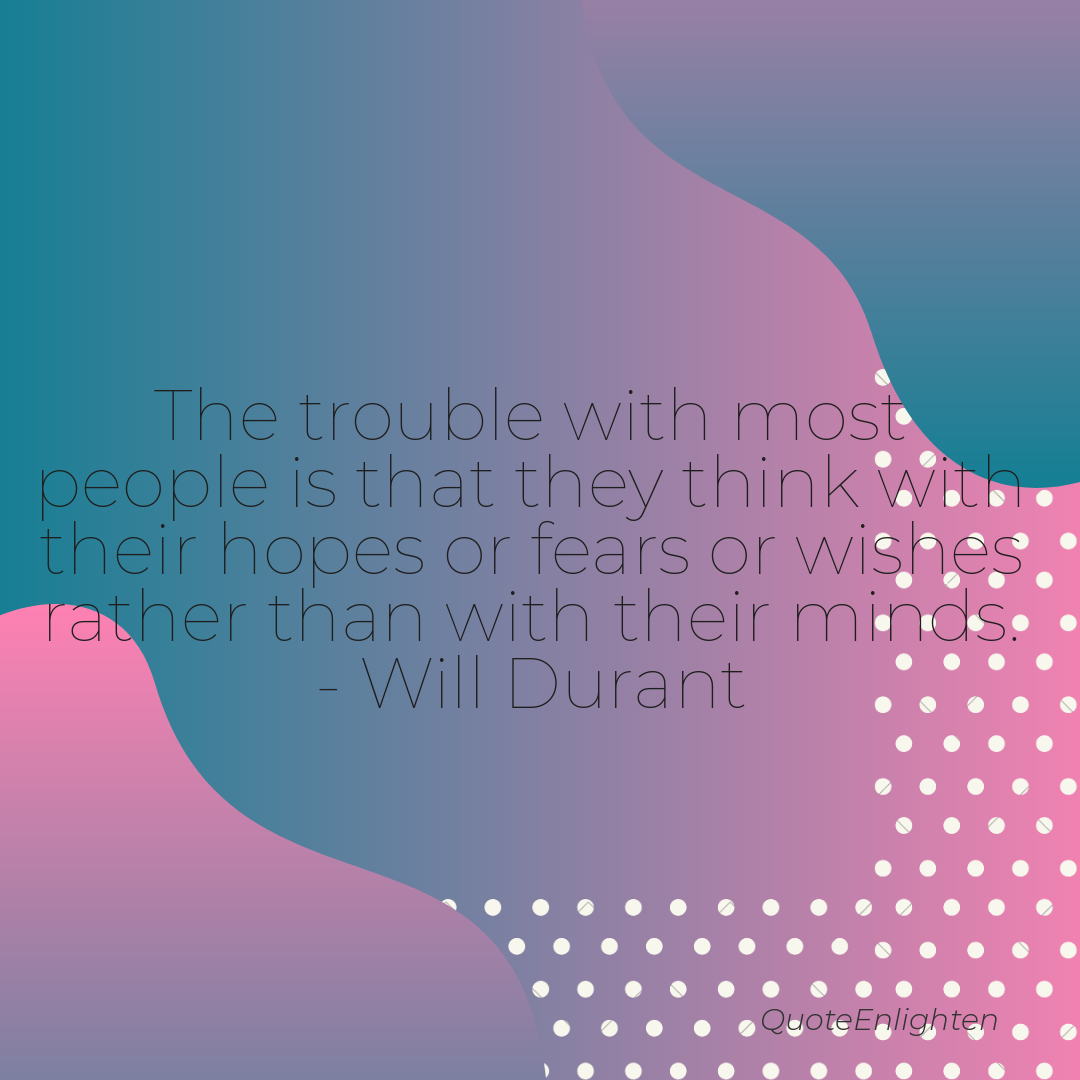 The trouble with most
people is that they think with
their hopes or fears or wishes
rather than with their minds.
- Will Durant
QuoteEnlighten